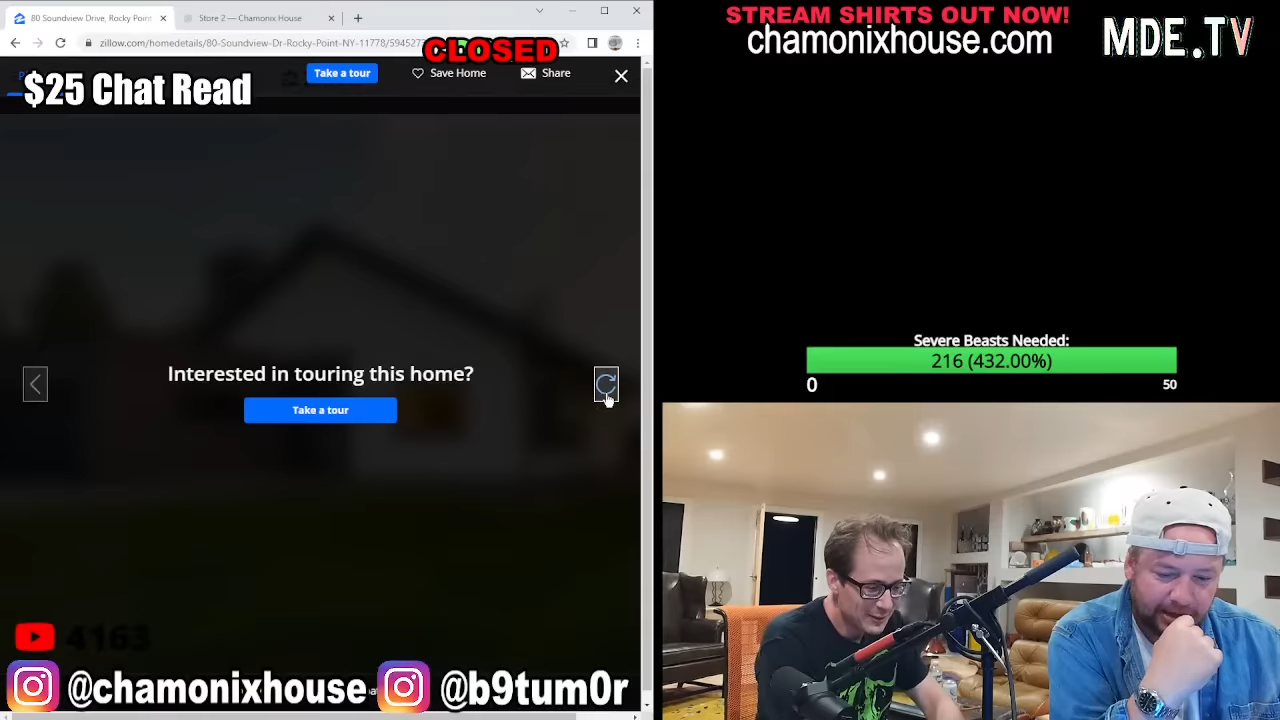 80 Soundview Drive, Rocky Point
Store 2 — Chamonix House
zillow.com/homedetails/80-Soundview-Dr-Rocky-Point-NY-11778/594527
CLOSED
$25 Chat Read
Take a tour
Save Home
Share
Interested in touring this home?
Take a tour
4163
@chamonixhouse
@b9tum0r
STREAM SHIRTS OUT NOW!
chamonixhouse.com
MDE.TV
Severe Beasts Needed:
216 (432.00%)
0
50